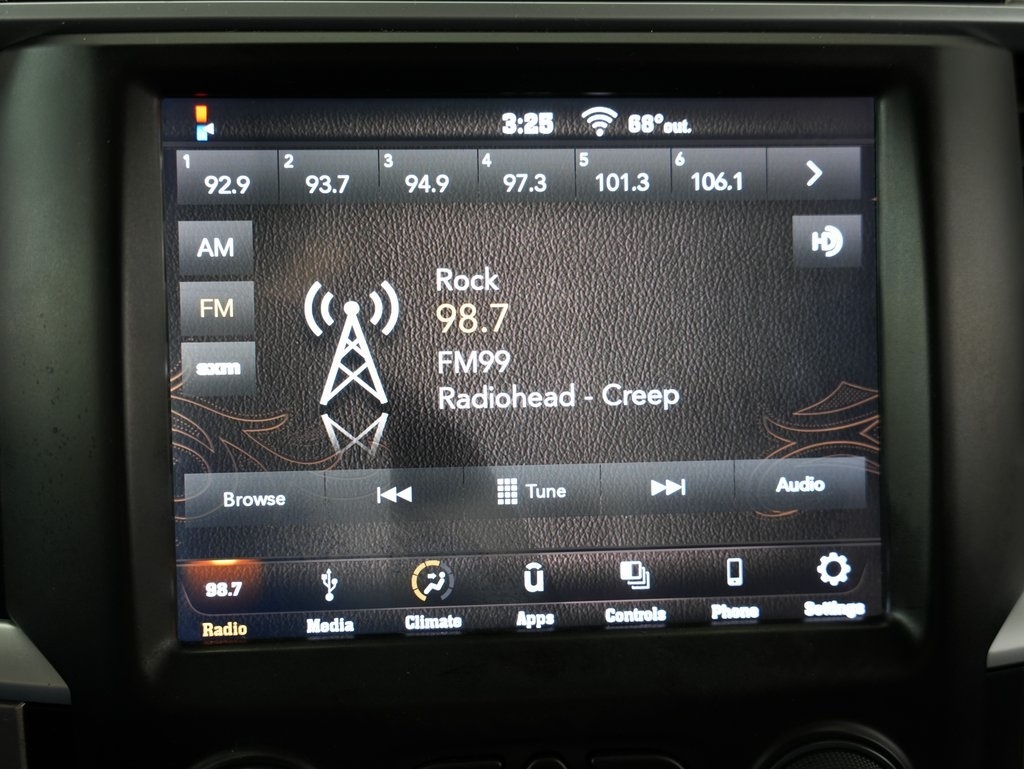 3:25 68° out.
1 2 3 4 5 6
92.9 93.7 94.9 97.3 101.3 106.1
AM
HD
FM
sxm
Rock
98.7
FM99
Radiohead - Creep
Browse Tune Audio
98.7 ū
Radio Media Climate Apps Controls Phone Settings